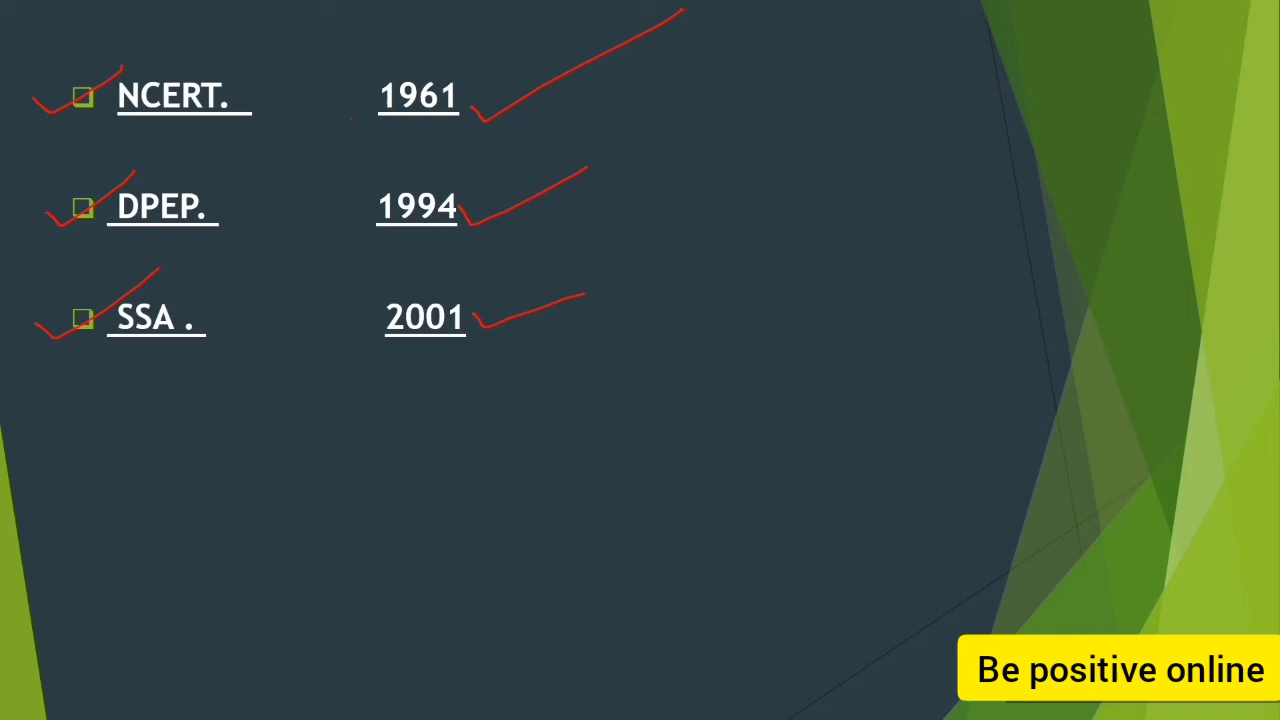 NCERT. 1961
DPEP. 1994
SSA . 2001
Be positive online